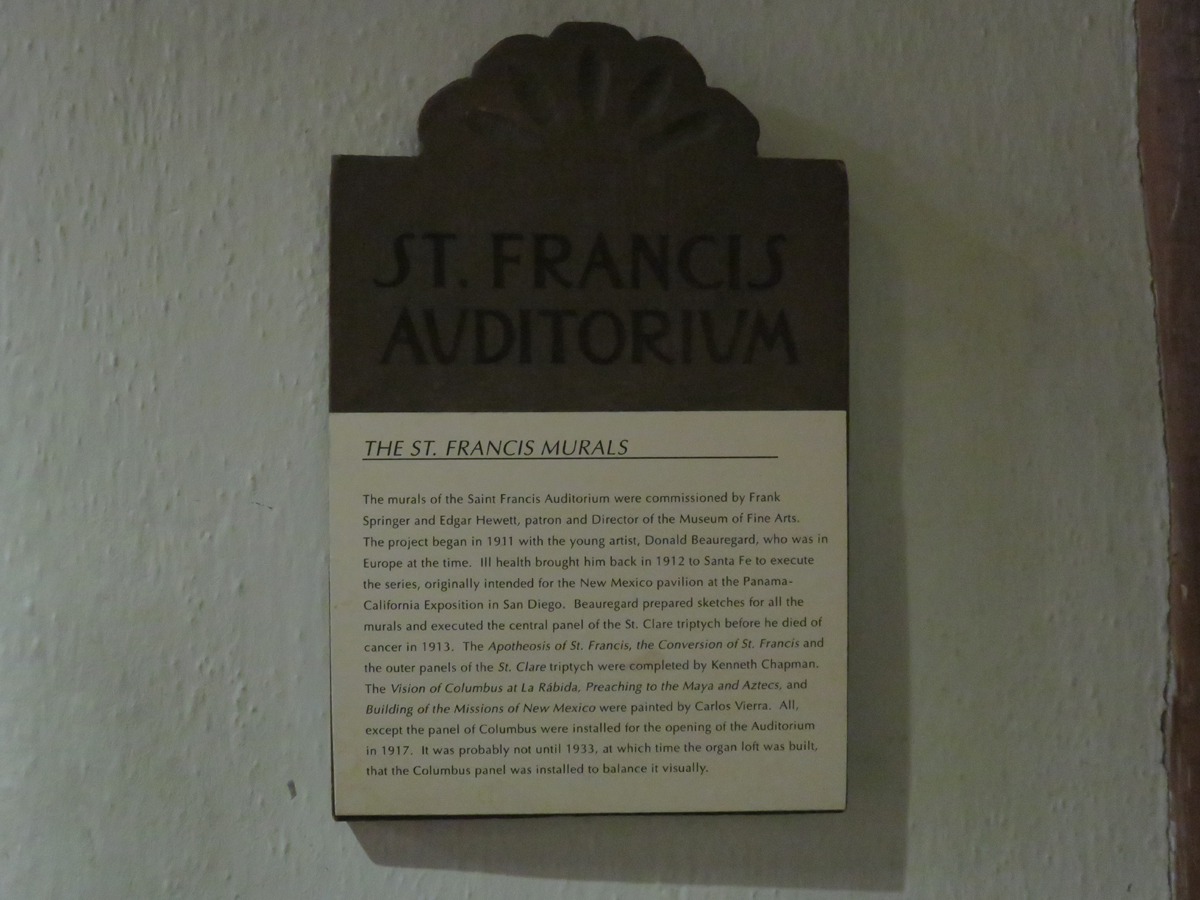 ST. FRANCIS
AUDITORIUM
THE ST. FRANCIS MURALS
The murals of the Saint Francis Auditorium were commissioned by Frank
Springer and Edgar Hewett, patron and Director of the Museum of Fine Arts.
The project began in 1911 with the young artist, Donald Beauregard, who was in
Europe at the time. Ill health brought him back in 1912 to Santa Fe to execute
the series, originally intended for the New Mexico pavilion at the Panama-
California Exposition in San Diego. Beauregard prepared sketches for all the
murals and executed the central panel of the St. Clare triptych before he died of
cancer in 1913. The Apotheosis of St. Francis, the Conversion of St. Francis and
the outer panels of the St. Clare triptych were completed by Kenneth Chapman.
The Vision of Columbus at La Rábida, Preaching to the Maya and Aztecs, and
Building of the Missions of New Mexico were painted by Carlos Vierra. All,
except the panel of Columbus were installed for the opening of the Auditorium
in 1917. It was probably not until 1933, at which time the organ loft was built,
that the Columbus panel was installed to balance it visually.